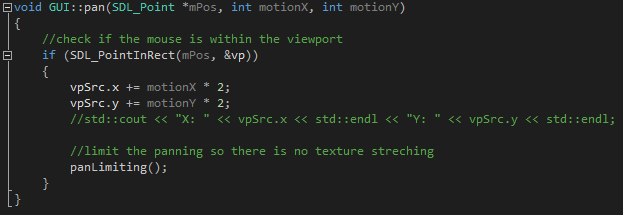 void GUI::pan(SDL_Point *mPos, int motionX, int motionY)
{
//check if the mouse is within the viewport
if (SDL_PointInRect(mPos, &vp))
{
vpSrc.x += motionX * 2;
vpSrc.y += motionY * 2;
//std::cout << "X: " << vpSrc.x << std::endl << "Y: " << vpSrc.y << std::endl;
//limit the panning so there is no texture streching
panLimiting();
}
}